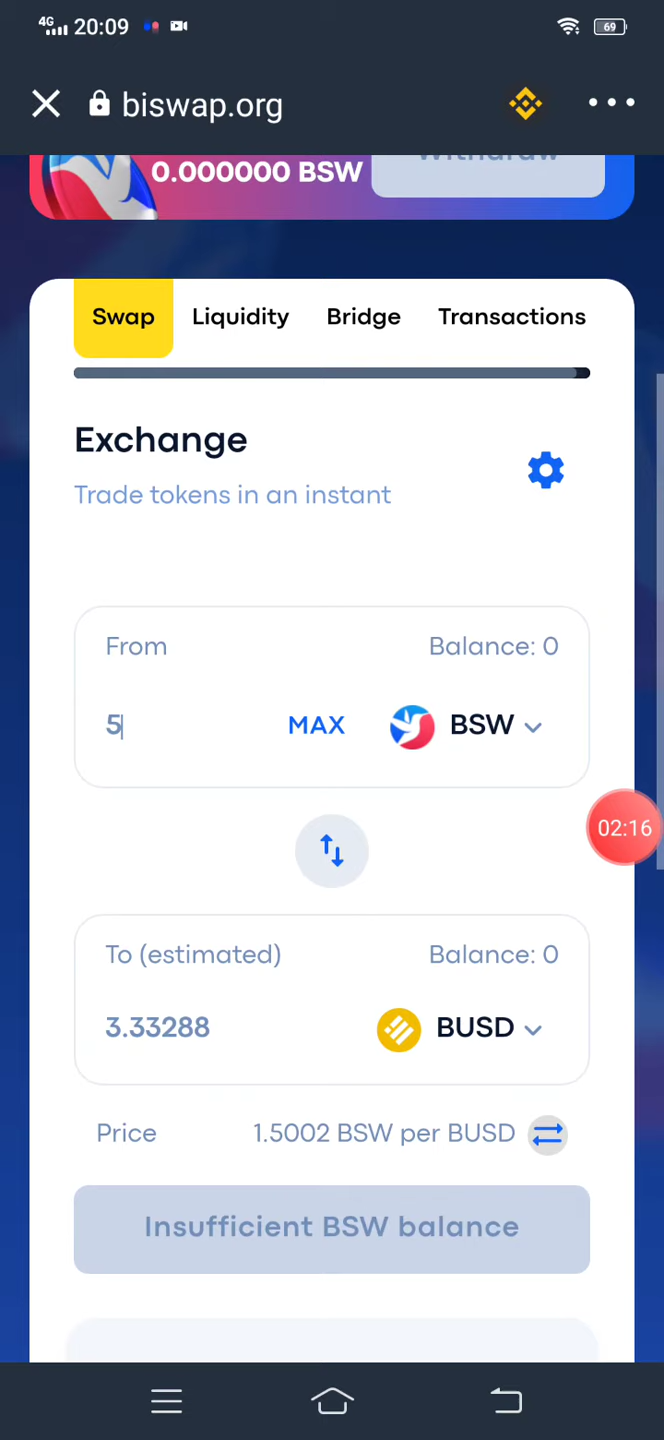 4G 20:09 69
biswap.org
0.000000 BSW Withdraw
Swap Liquidity Bridge Transactions
Exchange
Trade tokens in an instant
From Balance: 0
5 MAX BSW
02:16
To (estimated) Balance: 0
3.33288 BUSD
Price 1.5002 BSW per BUSD
Insufficient BSW balance